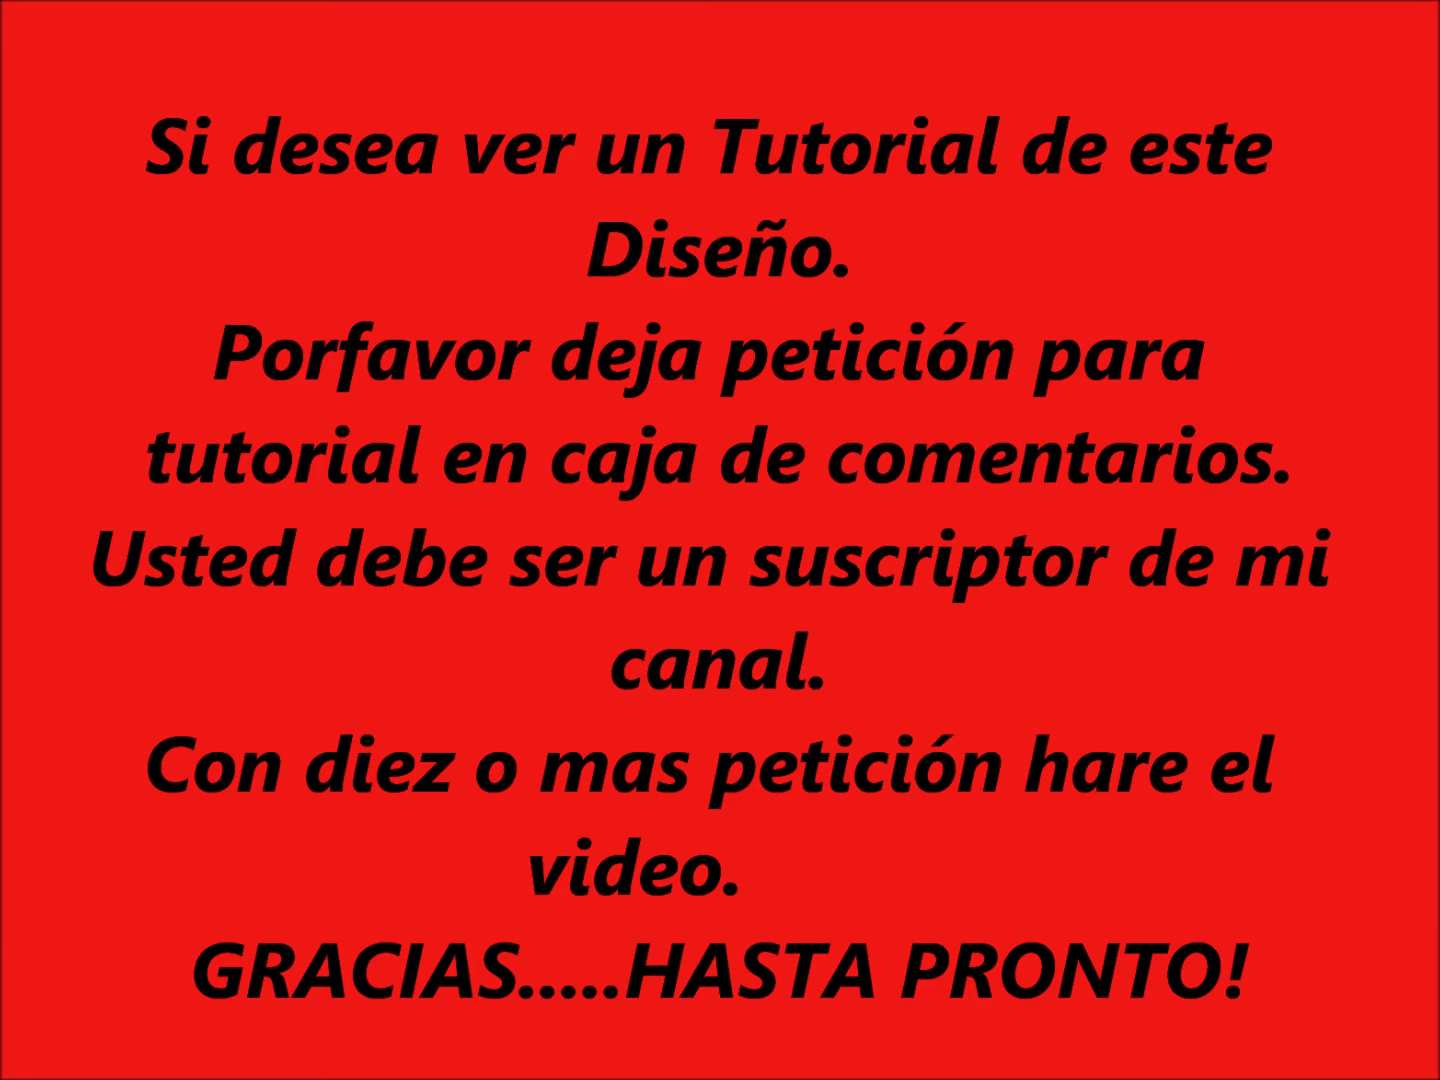 Si desea ver un Tutorial de este
Diseño.
Porfavor deja petición para
tutorial en caja de comentarios.
Usted debe ser un suscriptor de mi
canal.
Con diez o mas petición hare el
video.
GRACIAS.....HASTA PRONTO!